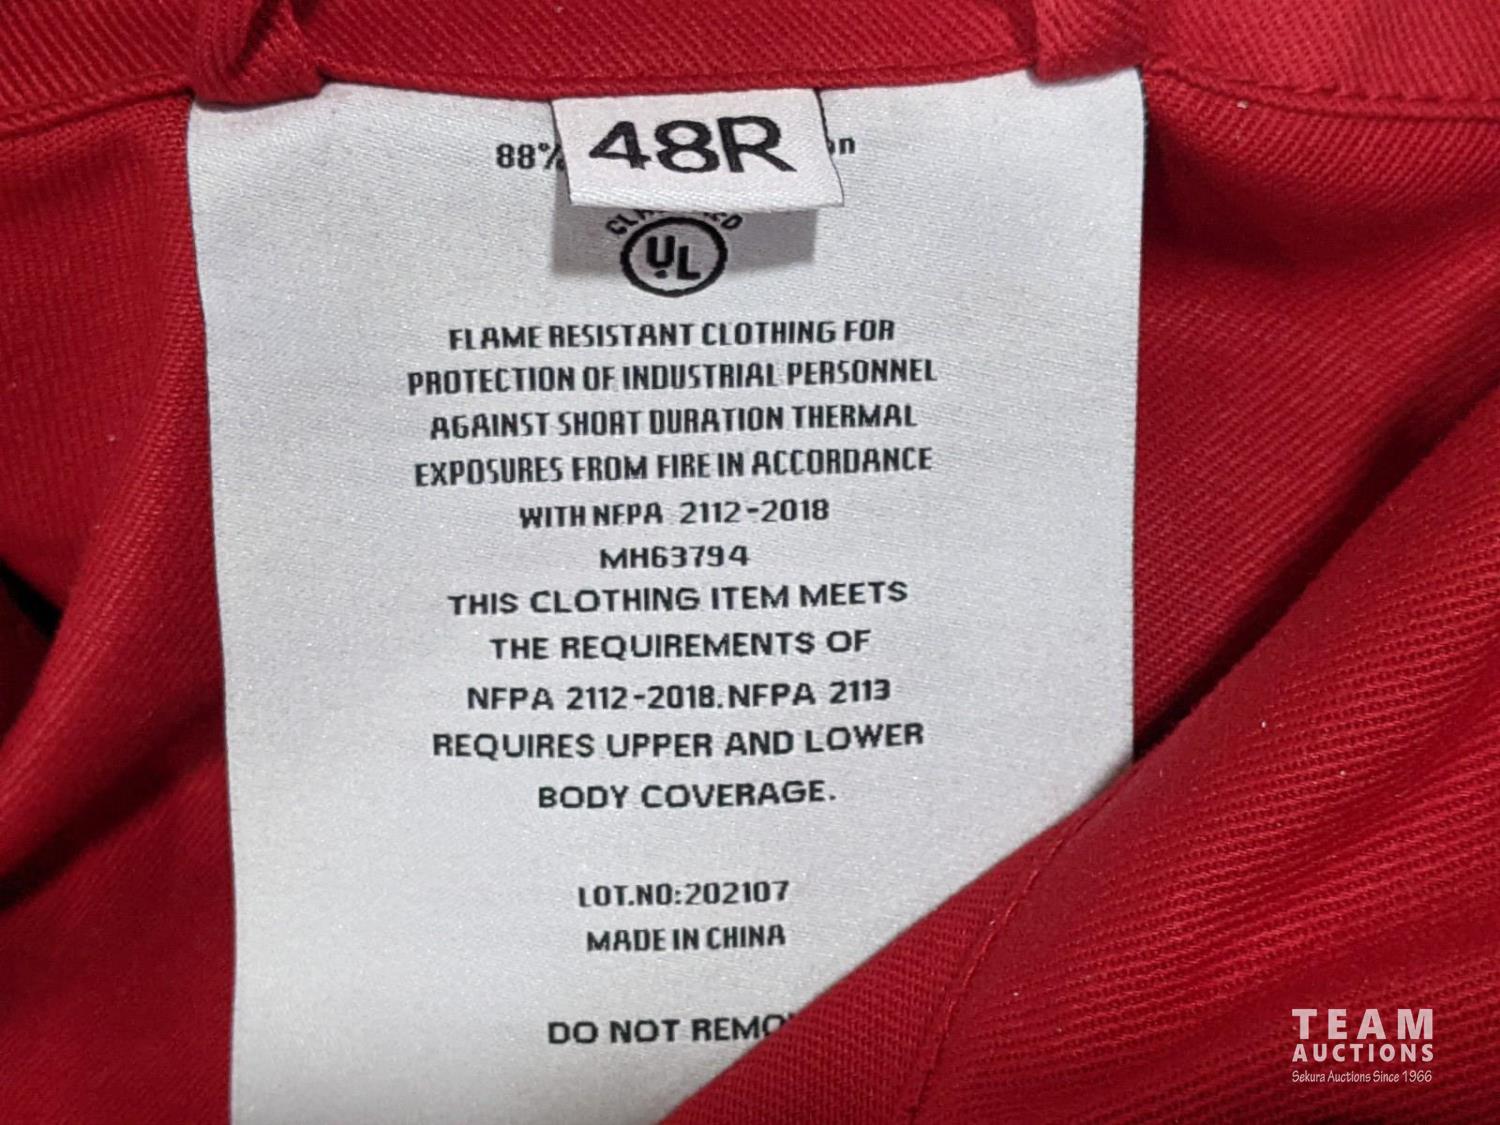 48R
88%
CLASSIFIED
UL
FLAME RESISTANT CLOTHING FOR
PROTECTION OF INDUSTRIAL PERSONNEL
AGAINST SHORT DURATION THERMAL
EXPOSURES FROM FIRE IN ACCORDANCE
WITH NFPA 2112-2018
MH63794
THIS CLOTHING ITEM MEETS
THE REQUIREMENTS OF
NFPA 2112-2018.NFPA 2113
REQUIRES UPPER AND LOWER
BODY COVERAGE.
LOT.NO:202107
MADE IN CHINA
DO NOT REMO
TEAM
AUCTIONS
Sekura Auctions Since 1966